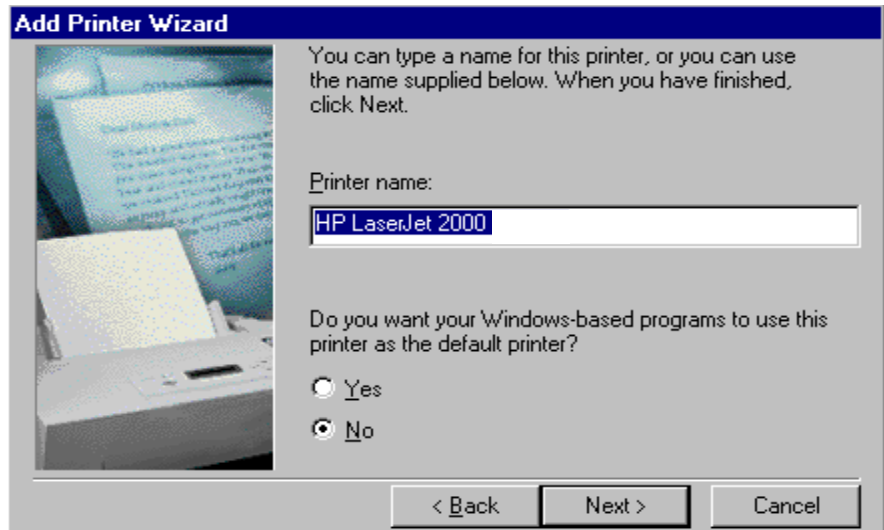 Add Printer Wizard
You can type a name for this printer, or you can use
the name supplied below. When you have finished,
click Next.
Printer name:
HP LaserJet 2000
Do you want your Windows-based programs to use this
printer as the default printer?
Yes
No
< Back
Next >
Cancel